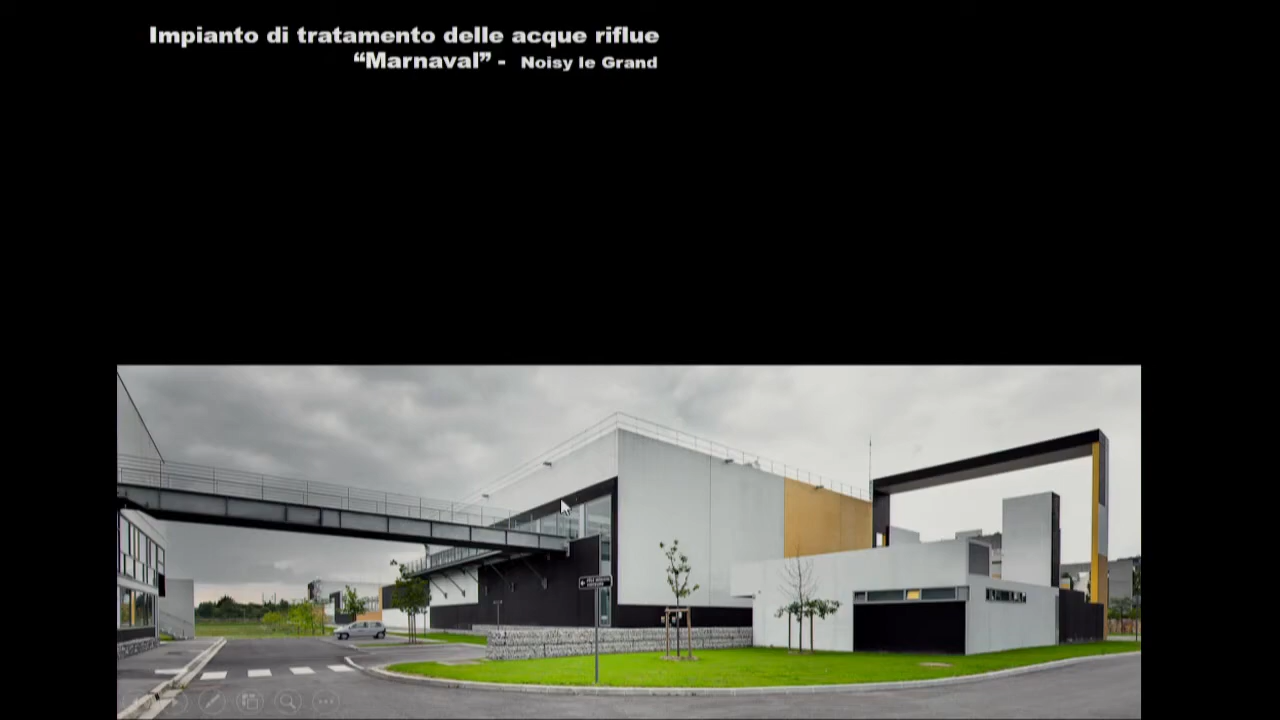 Impianto di tratamento delle acque riflue
“Marnaval” - Noisy le Grand